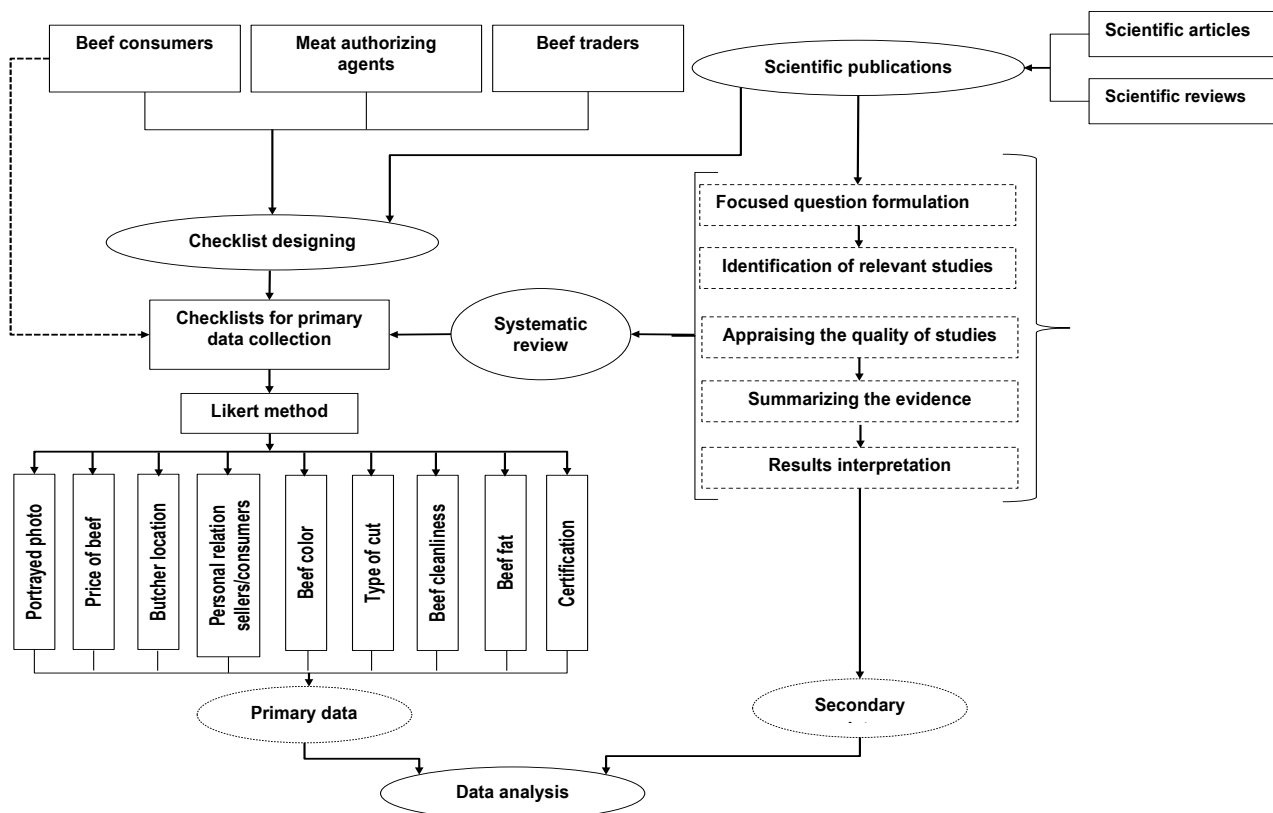 Beef consumers
Meat authorizing
agents
Beef traders
Scientific publications
Scientific articles
Scientific reviews
Focused question formulation
Identification of relevant studies
Appraising the quality of studies
Summarizing the evidence
Results interpretation
Checklist designing
Checklists for primary
data collection
Systematic
review
Likert method
Portrayed photo
Price of beef
Butcher location
Personal relation
sellers/consumers
Beef color
Type of cut
Beef cleanliness
Beef fat
Certification
Primary data
Secondary
Data analysis